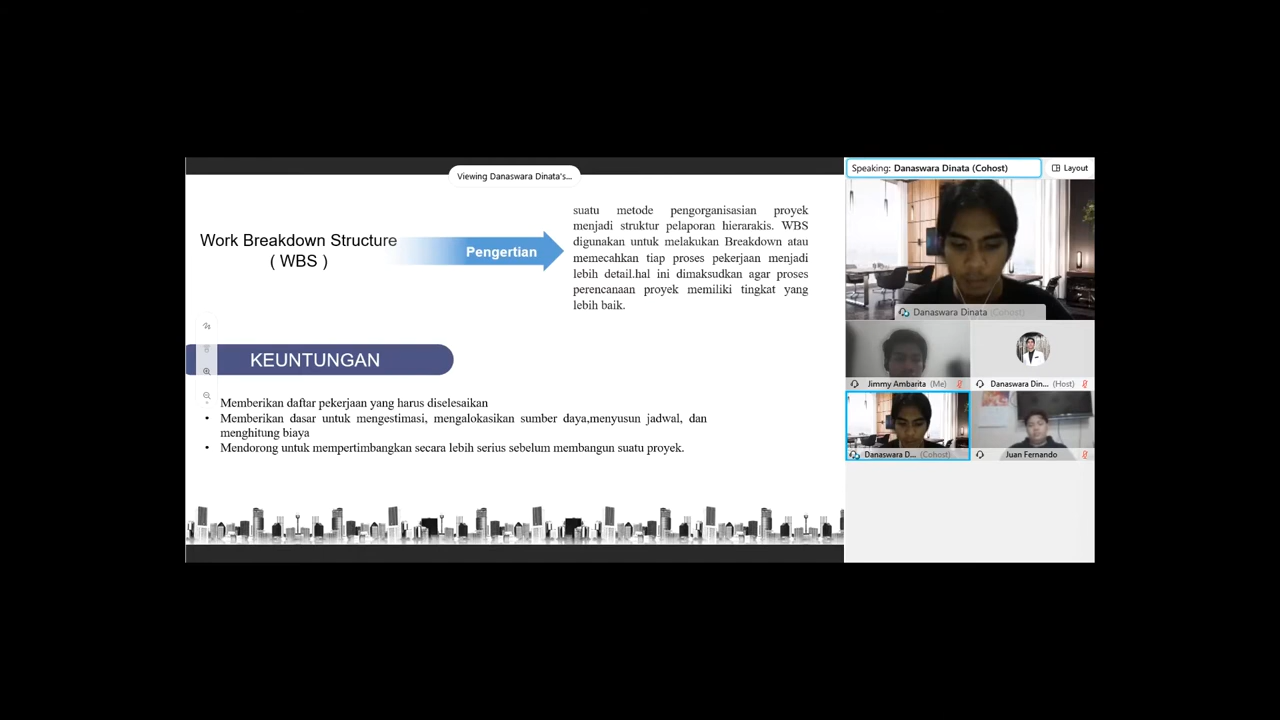 Viewing Danaswara Dinata's...
Speaking: Danaswara Dinata (Cohost)
Layout
Work Breakdown Structure
( WBS )
Pengertian
suatu metode pengorganisasian proyek
menjadi struktur pelaporan hierarakis. WBS
digunakan untuk melakukan Breakdown atau
memecahkan tiap proses pekerjaan menjadi
lebih detail.hal ini dimaksudkan agar proses
perencanaan proyek memiliki tingkat yang
lebih baik.
KEUNTUNGAN
Memberikan daftar pekerjaan yang harus diselesaikan
• Memberikan dasar untuk mengestimasi, mengalokasikan sumber daya,menyusun jadwal, dan
menghitung biaya
• Mendorong untuk mempertimbangkan secara lebih serius sebelum membangun suatu proyek.
Danaswara Dinata (Cohost)
Jimmy Ambarita (Me)
Danaswara Din... (Host)
Danaswara D... (Cohost)
Juan Fernando